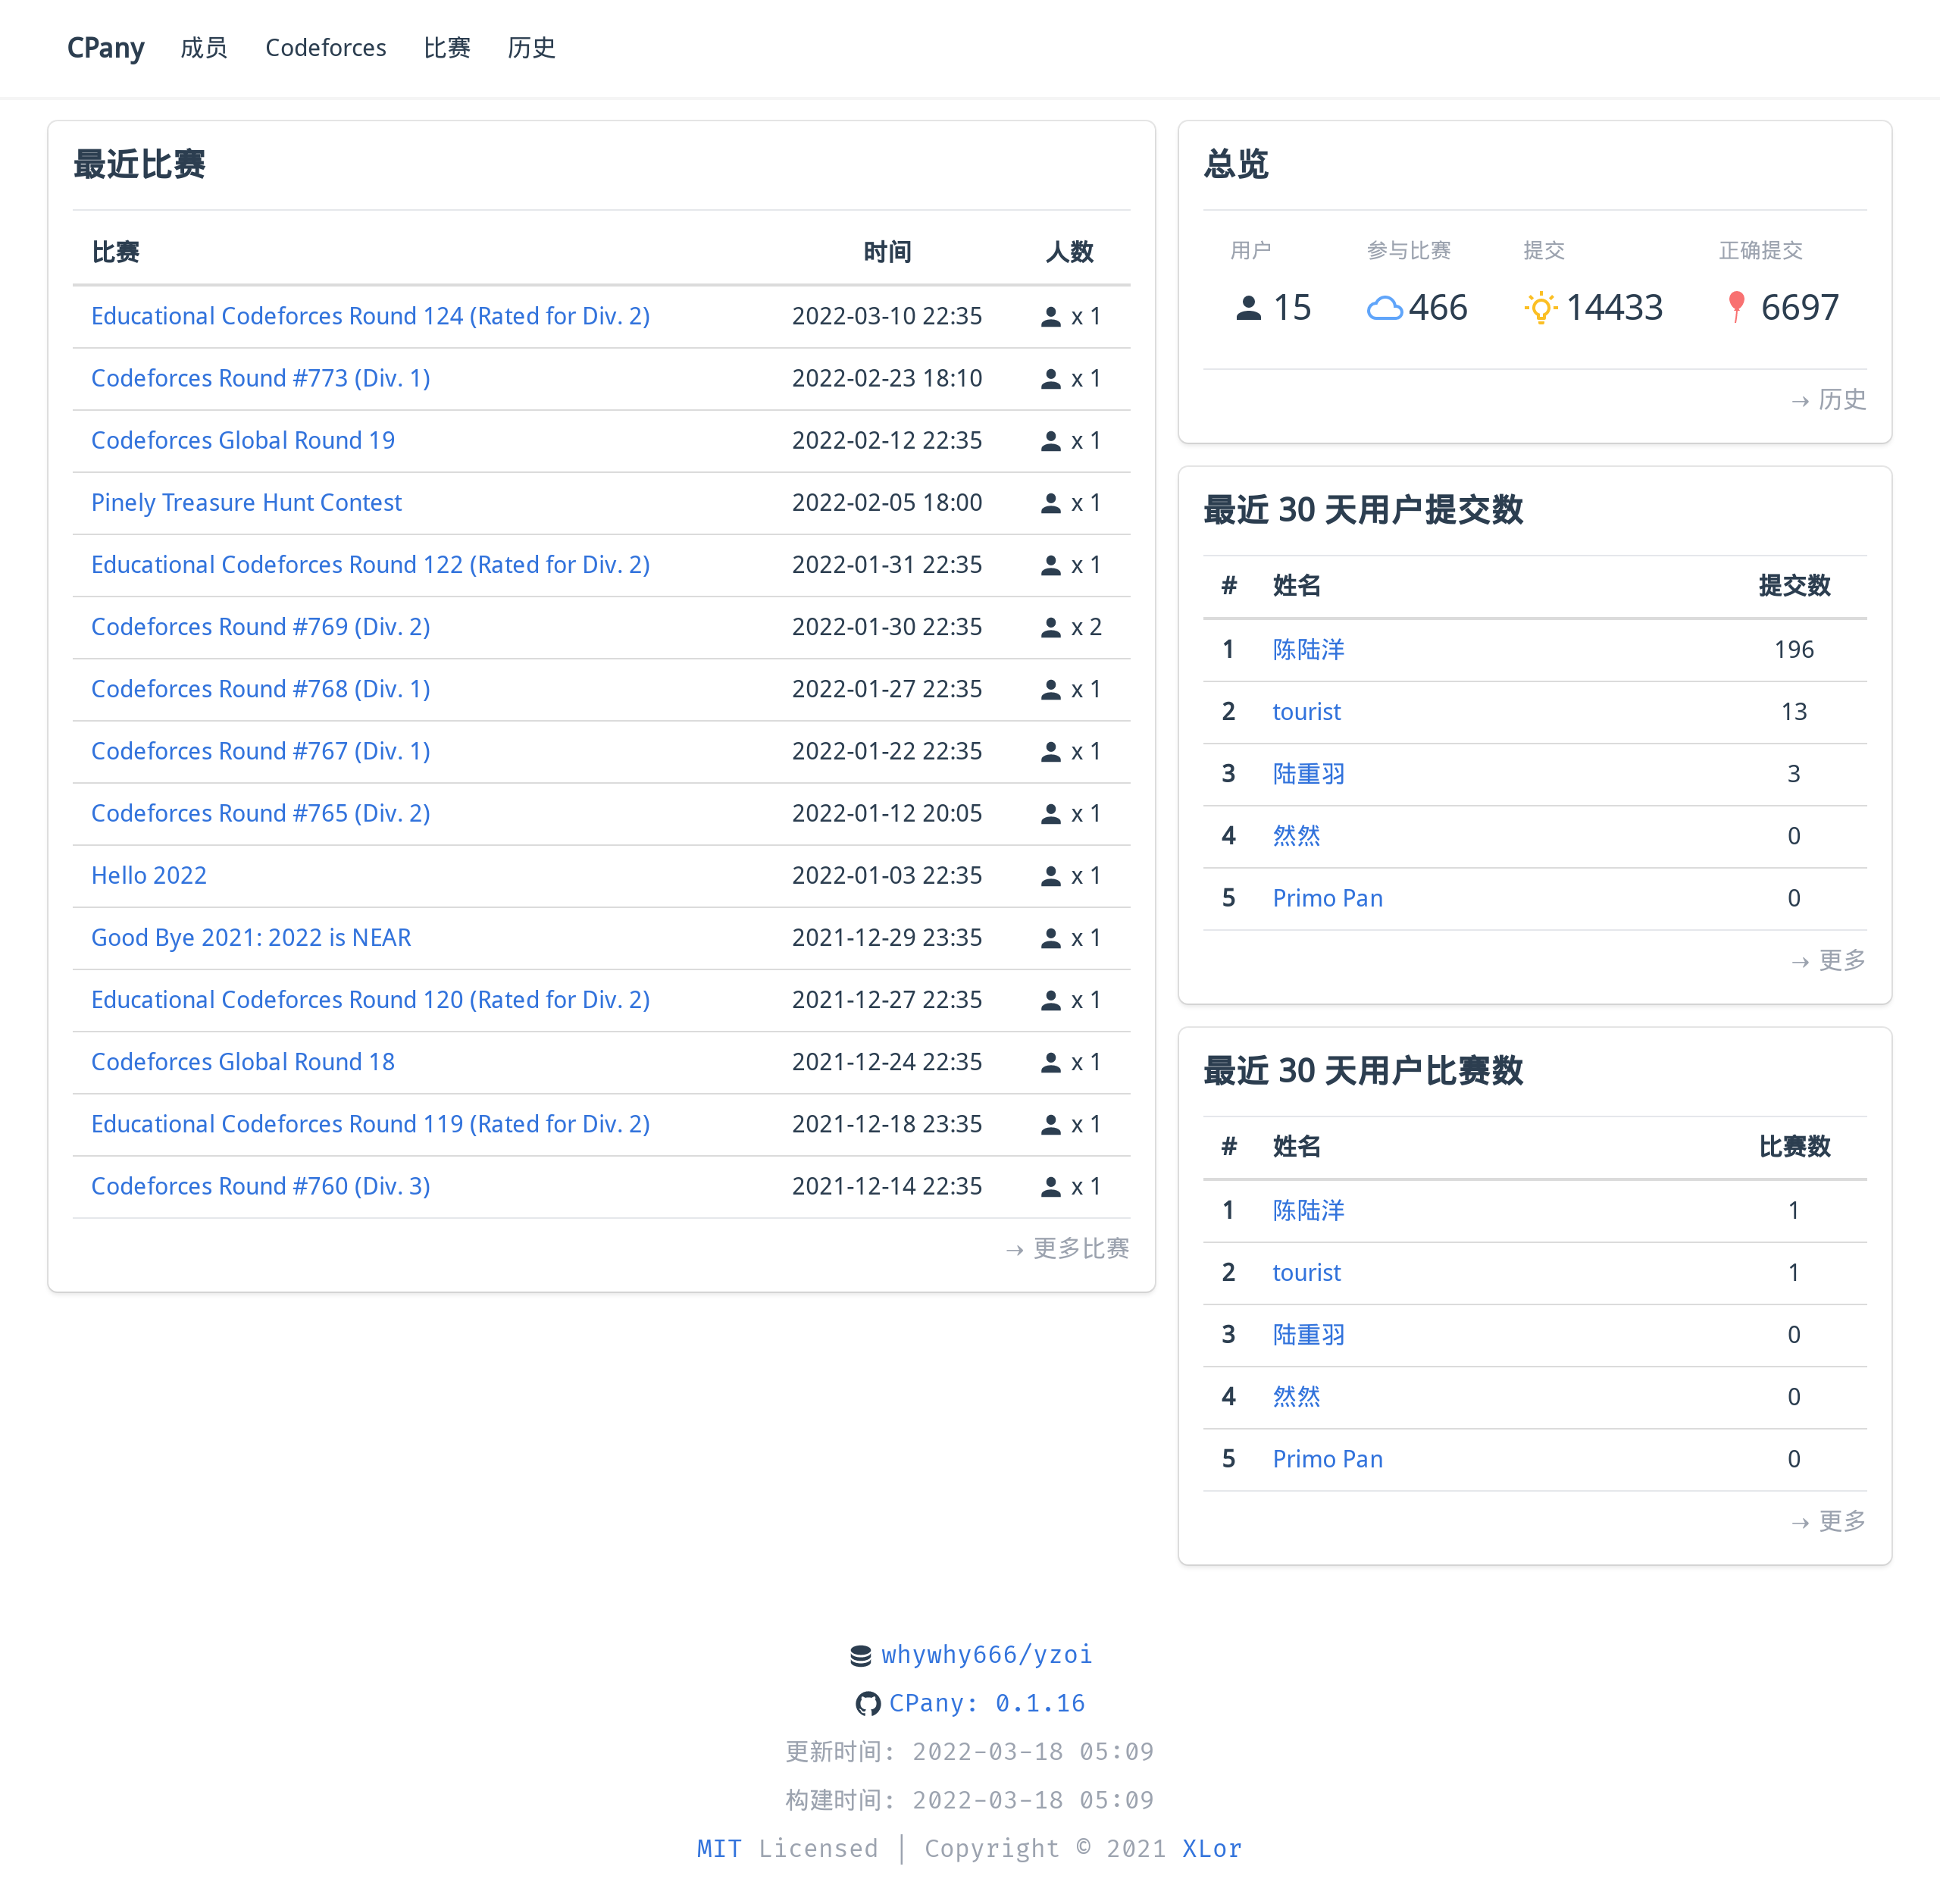 CPany 成员 Codeforces 比赛 历史
最近比赛
比赛 时间 人数
Educational Codeforces Round 124 (Rated for Div. 2) 2022-03-10 22:35 x 1
Codeforces Round #773 (Div. 1) 2022-02-23 18:10 x 1
Codeforces Global Round 19 2022-02-12 22:35 x 1
Pinely Treasure Hunt Contest 2022-02-05 18:00 x 1
Educational Codeforces Round 122 (Rated for Div. 2) 2022-01-31 22:35 x 1
Codeforces Round #769 (Div. 2) 2022-01-30 22:35 x 2
Codeforces Round #768 (Div. 1) 2022-01-27 22:35 x 1
Codeforces Round #767 (Div. 1) 2022-01-22 22:35 x 1
Codeforces Round #765 (Div. 2) 2022-01-12 20:05 x 1
Hello 2022 2022-01-03 22:35 x 1
Good Bye 2021: 2022 is NEAR 2021-12-29 23:35 x 1
Educational Codeforces Round 120 (Rated for Div. 2) 2021-12-27 22:35 x 1
Codeforces Global Round 18 2021-12-24 22:35 x 1
Educational Codeforces Round 119 (Rated for Div. 2) 2021-12-18 23:35 x 1
Codeforces Round #760 (Div. 3) 2021-12-14 22:35 x 1
→ 更多比赛
总览
用户 参与比赛 提交 正确提交
15 466 14433 6697
→ 历史
最近 30 天用户提交数
# 姓名 提交数
1 陈陆洋 196
2 tourist 13
3 陆重羽 3
4 然然 0
5 Primo Pan 0
→ 更多
最近 30 天用户比赛数
# 姓名 比赛数
1 陈陆洋 1
2 tourist 1
3 陆重羽 0
4 然然 0
5 Primo Pan 0
→ 更多
whywhy666/yzoi
CPany: 0.1.16
更新时间: 2022-03-18 05:09
构建时间: 2022-03-18 05:09
MIT Licensed | Copyright © 2021 XLor